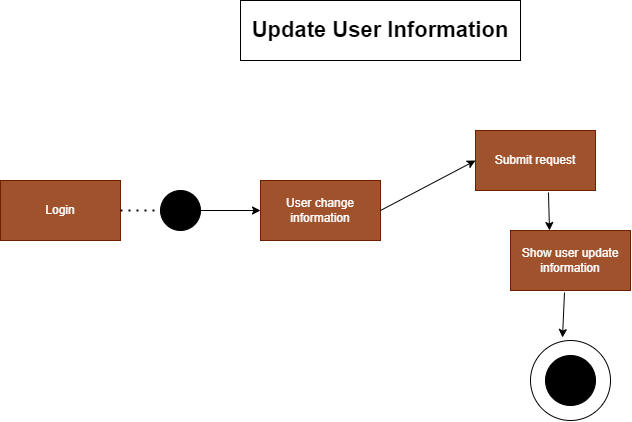 Update User Information
Submit request
Login
User change
information
Show user update
information